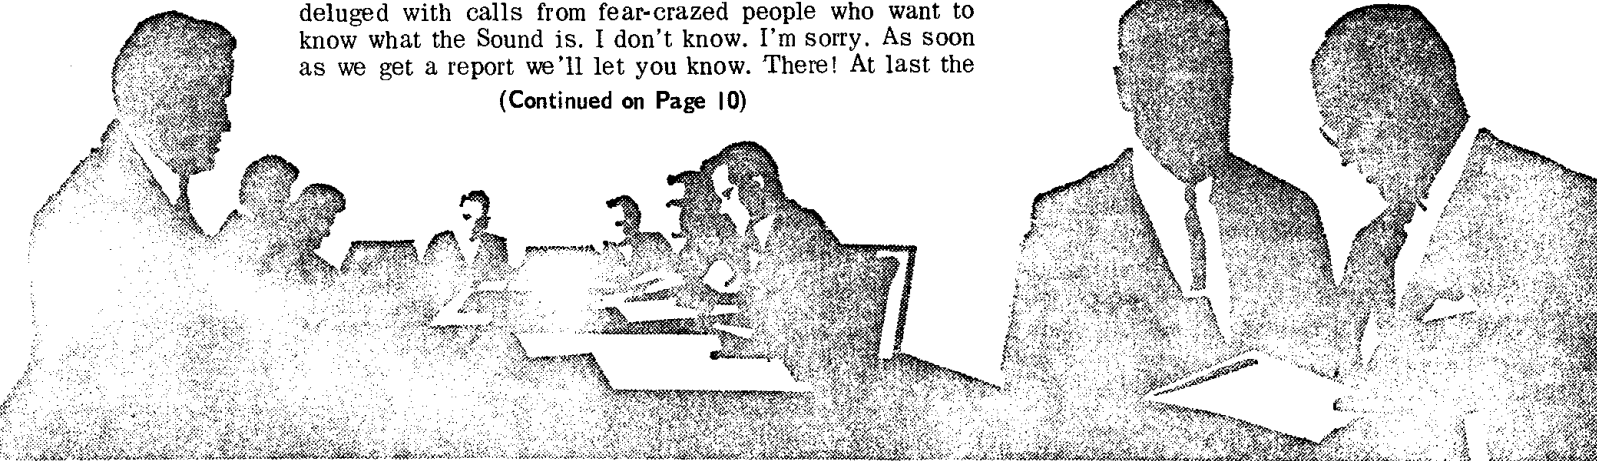 deluged with calls from fear-crazed people who want to
know what the Sound is. I don't know. I'm sorry. As soon
as we get a report we'll let you know. There! At last the
(Continued on Page 10)